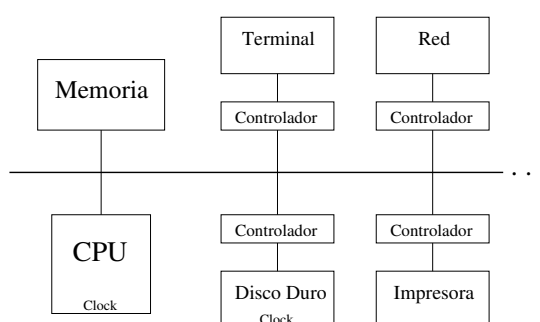 Terminal
Red
Memoria
Controlador
Controlador
. .
CPU
Clock
Controlador
Controlador
Disco Duro
Clock
Impresora